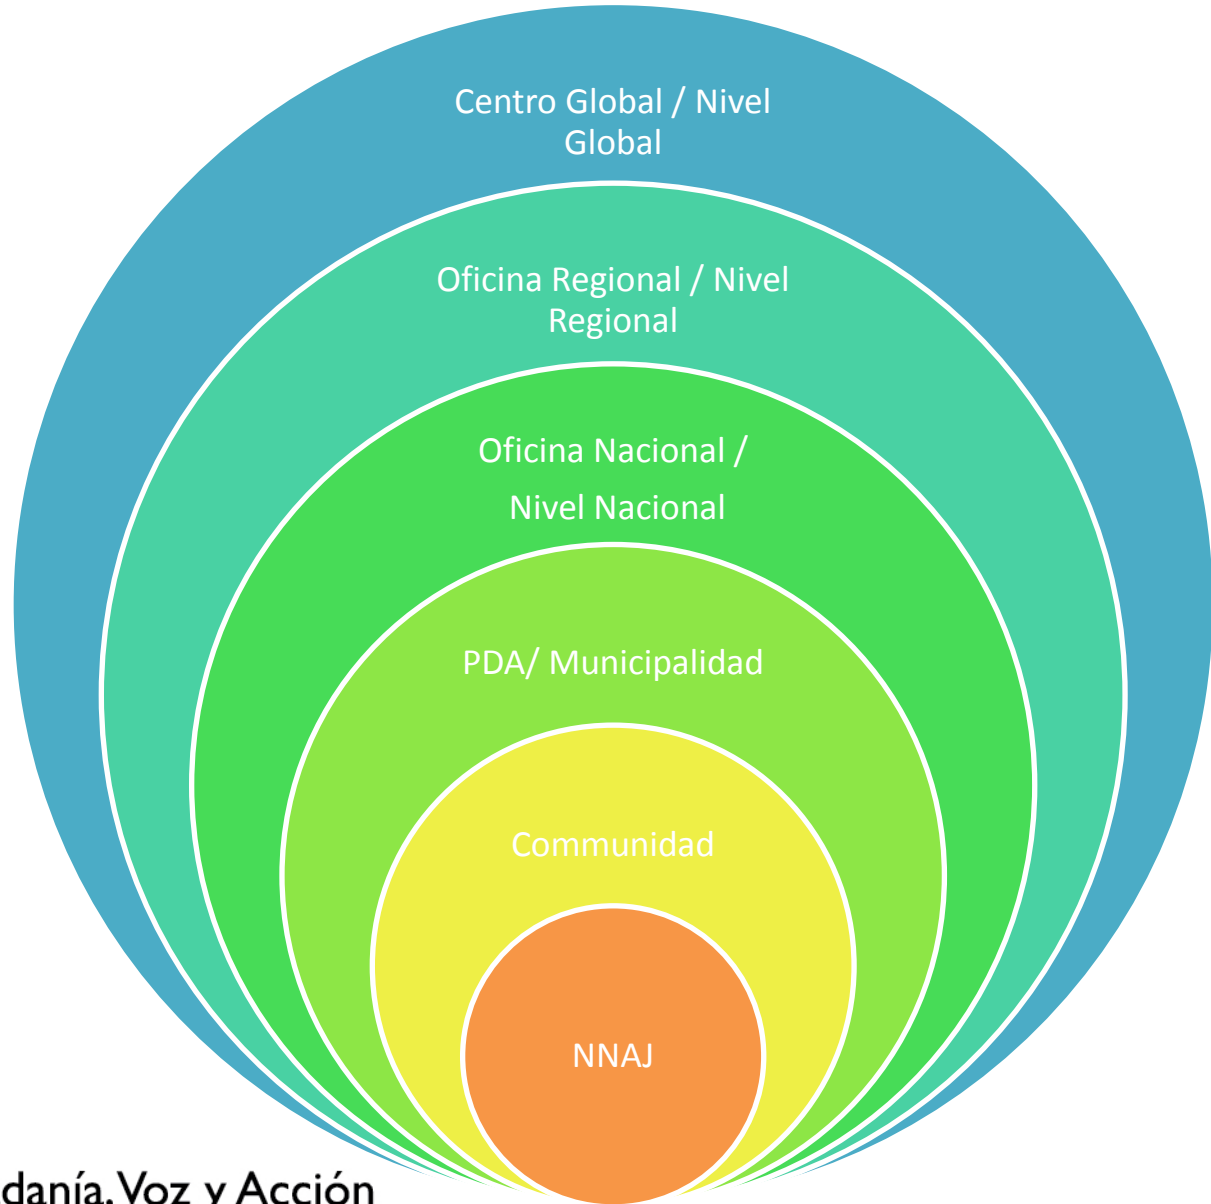 Centro Global / Nivel
Global
Oficina Regional / Nivel
Regional
Oficina Nacional /
Nivel Nacional
PDA/ Municipalidad
Communidad
NNAJ
danía, Voz y Acción